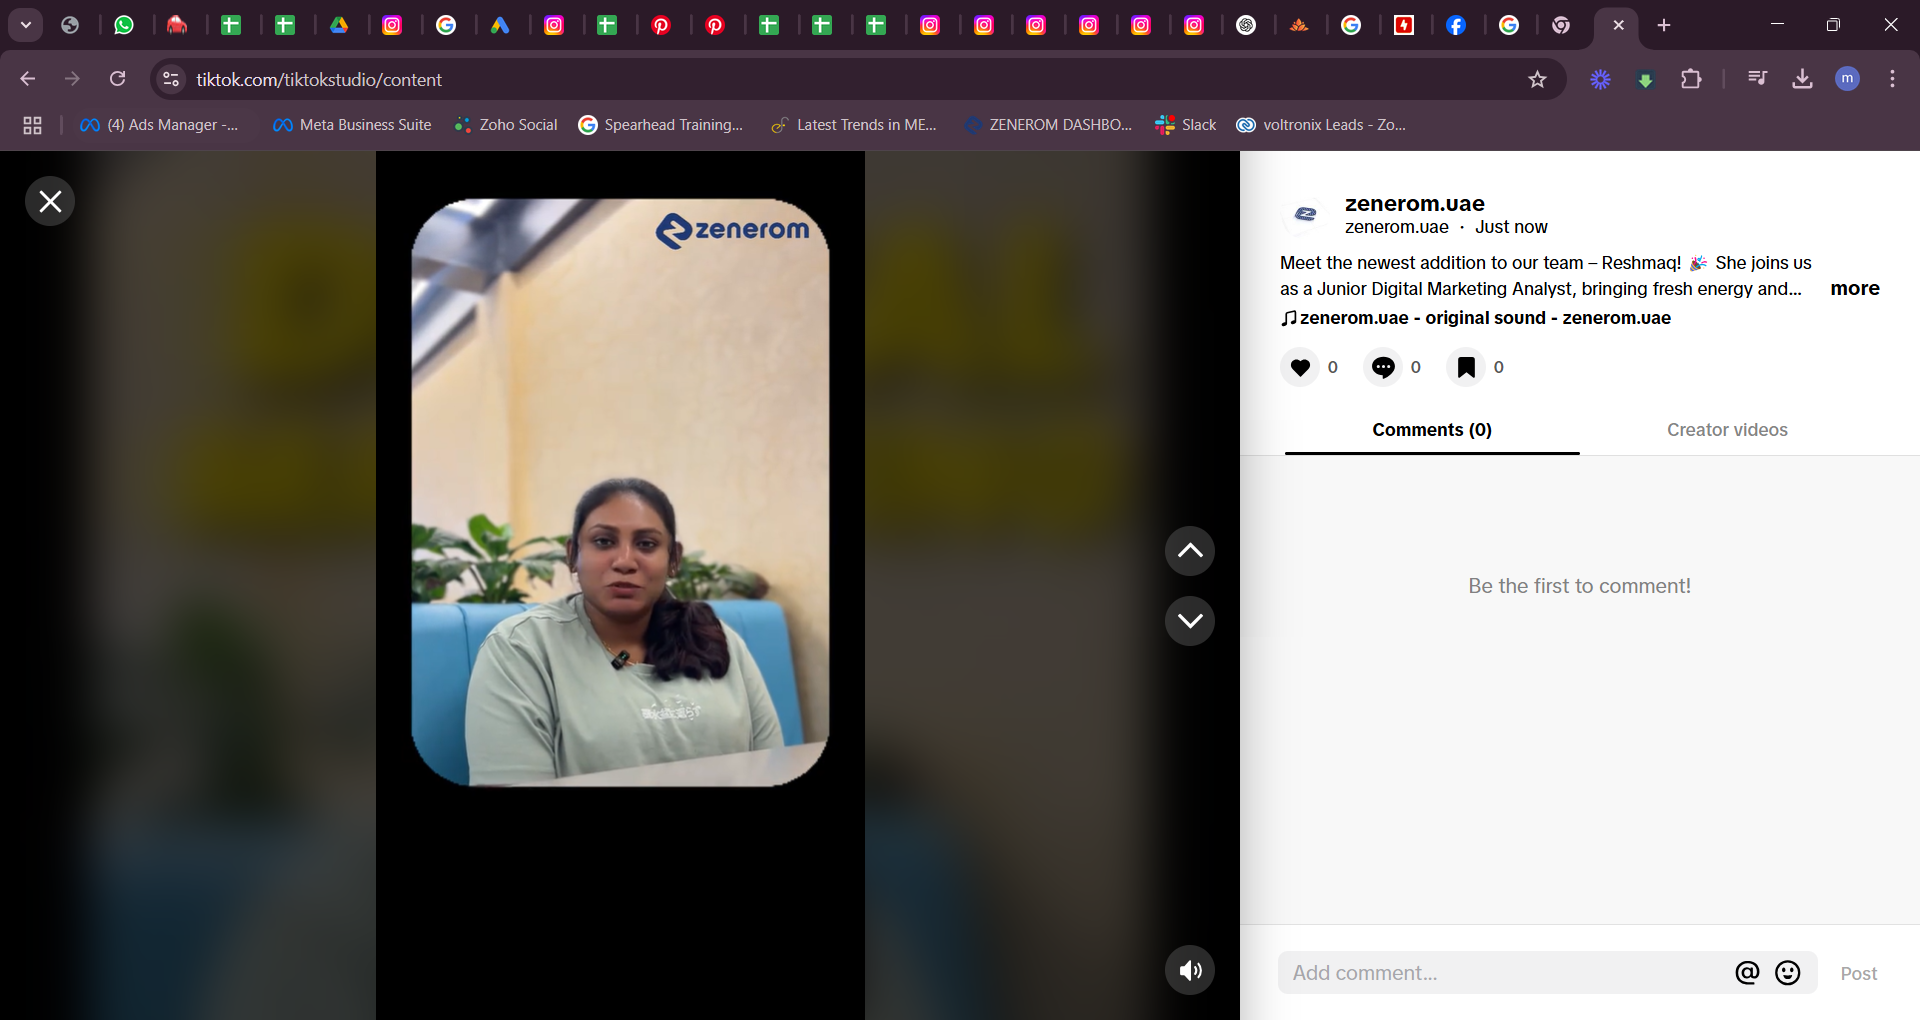 tiktok.com/tiktokstudio/content
m
(4) Ads Manager -...
Meta Business Suite
Zoho Social
Spearhead Training...
Latest Trends in ME...
ZENEROM DASHBO...
Slack
voltronix Leads - Zo...
zenerom
zenerom.uae
zenerom.uae · Just now
Meet the newest addition to our team – Reshmaq! 🎉 She joins us
as a Junior Digital Marketing Analyst, bringing fresh energy and... more
zenerom.uae - original sound - zenerom.uae
0 0 0
Comments (0) Creator videos
Be the first to comment!
Add comment... @ Post